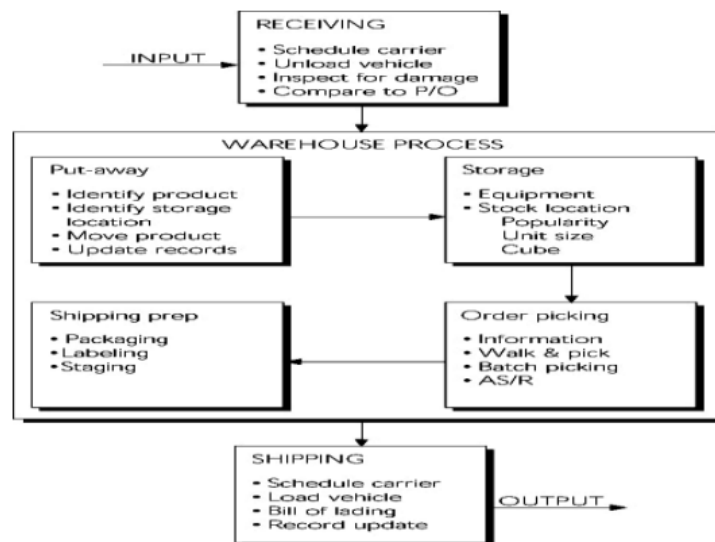 RECEIVING
• Schedule carrier
• Unload vehicle
• Inspect for damage
• Compare to P/O
INPUT
WAREHOUSE PROCESS
Put-away
• Identify product
• Identify storage
location
• Move product
• Update records
Storage
• Equipment
• Stock location
Popularity
Unit size
Cube
Shipping prep
• Packaging
• Labeling
• Staging
Order picking
• Information
• Walk & pick
• Batch picking
• AS/R
SHIPPING
• Schedule carrier
• Load vehicle
• Bill of lading
• Record update
OUTPUT